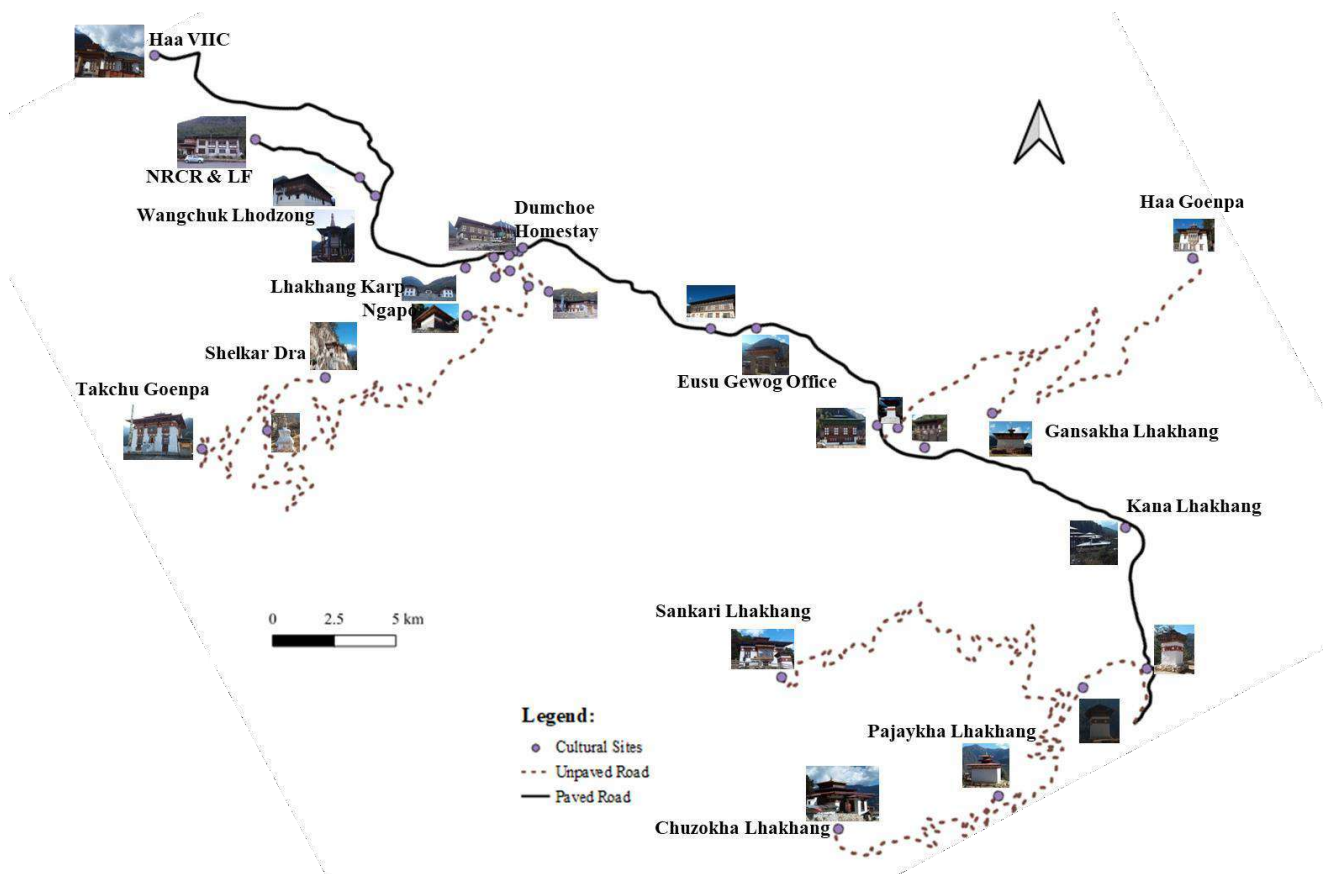 Haa VIIC
NRCR & LF
Wangchuk Lhodzong
Dumchoe
Homestay
Haa Goenpa
Lhakhang Karp
Ngapo
Shelkar Dra
Takchu Goenpa
Eusu Gewog Office
Gansakha Lhakhang
Kana Lhakhang
0 2.5 5 km
Sankari Lhakhang
Legend:
Cultural Sites
Unpaved Road
Paved Road
Pajaykha Lhakhang
Chuzokha Lhakhang